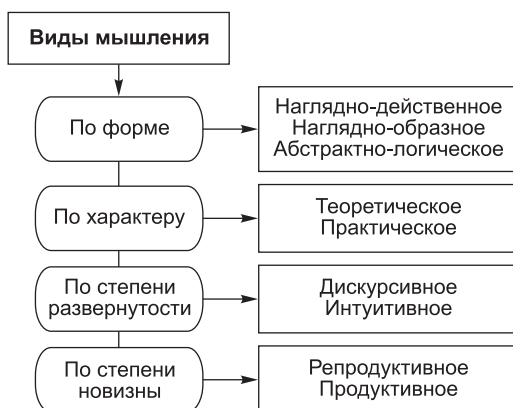 Виды мышления
По форме
Наглядно-действенное
Наглядно-образное
Абстрактно-логическое
По характеру
Теоретическое
Практическое
По степени
развернутости
Дискурсивное
Интуитивное
По степени
новизны
Репродуктивное
Продуктивное